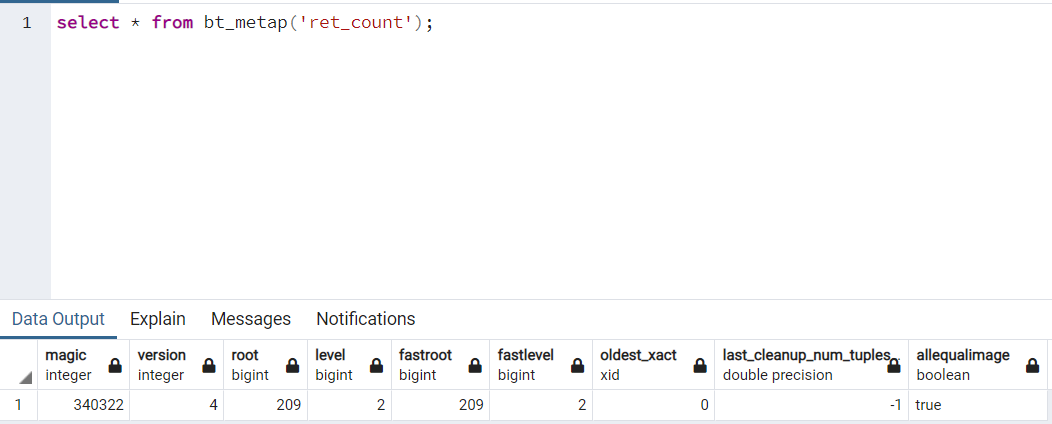 1 select * from bt_metap('ret_count');
Data Output Explain Messages Notifications
magic version root level fastroot fastlevel oldest_xact last_cleanup_num_tuples allequalimage
integer integer bigint bigint bigint bigint xid double precision boolean
1 340322 4 209 2 209 2 0 -1 true